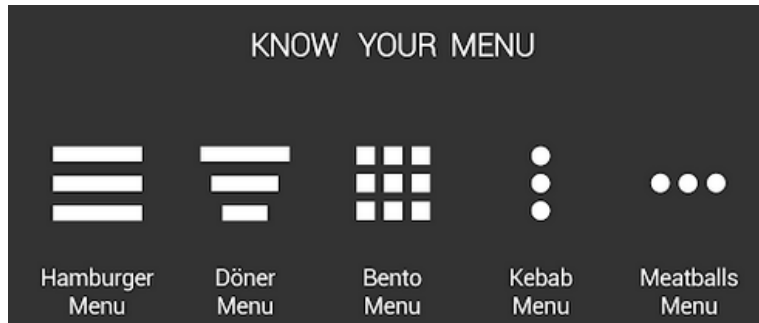 KNOW YOUR MENU
Hamburger Menu
Döner Menu
Bento Menu
Kebab Menu
Meatballs Menu